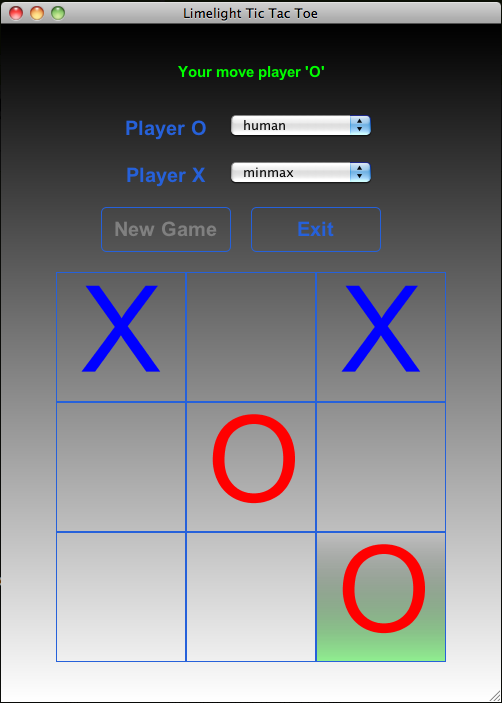 Limelight Tic Tac Toe
Your move player 'O'
Player O human
Player X minmax
New Game Exit
X X
O
O